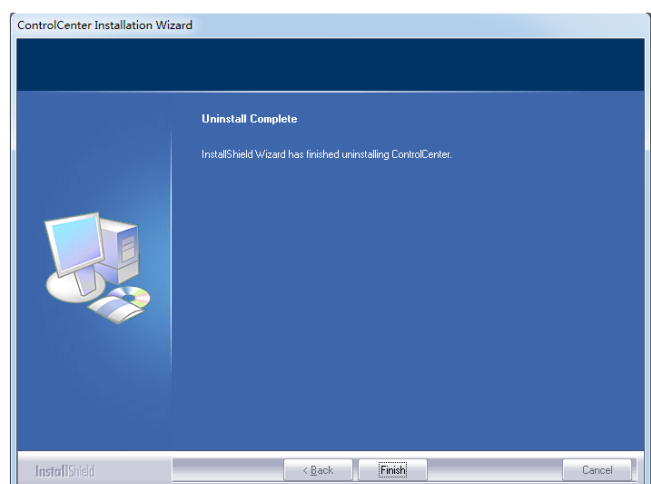 ControlCenter Installation Wizard
Uninstall Complete
InstallShield Wizard has finished uninstalling ControlCenter.
InstallShield
< Back
Finish
Cancel